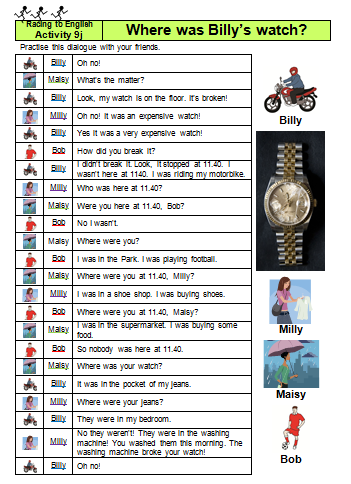 Racing to English
Activity 9j
Where was Billy's watch?
Practise this dialogue with your friends.
Billy Oh no!
Maisy What's the matter?
Billy Look, my watch is on the floor. It's broken!
Milly Oh no! It was an expensive watch!
Billy Yes it was a very expensive watch!
Bob How did you break it?
Billy I didn't break it. Look, it stopped at 11.40. I
wasn't here at 1140. I was riding my motorbike.
Milly Who was here at 11.40?
Maisy Were you here at 11.40, Bob?
Bob No I wasn't.
Maisy Where were you?
Bob I was in the Park. I was playing football.
Maisy Where were you at 11.40, Milly?
Milly I was in a shoe shop. I was buying shoes.
Bob Where were you at 11.40, Maisy?
Maisy I was in the supermarket. I was buying some
food.
Bob So nobody was here at 11.40.
Maisy Where was your watch?
Billy It was in the pocket of my jeans.
Milly Where were your jeans?
Billy They were in my bedroom.
Milly No they weren't! They were in the washing
machine! You washed them this morning. The
washing machine broke your watch!
Billy Oh no!
Billy
Milly
Maisy
Bob